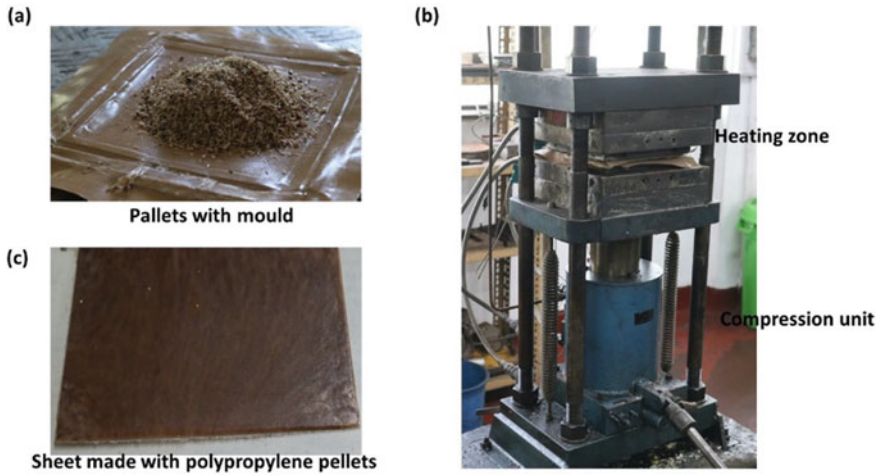 (a)
Pallets with mould
(b)
Heating zone
Compression unit
(c)
Sheet made with polypropylene pellets